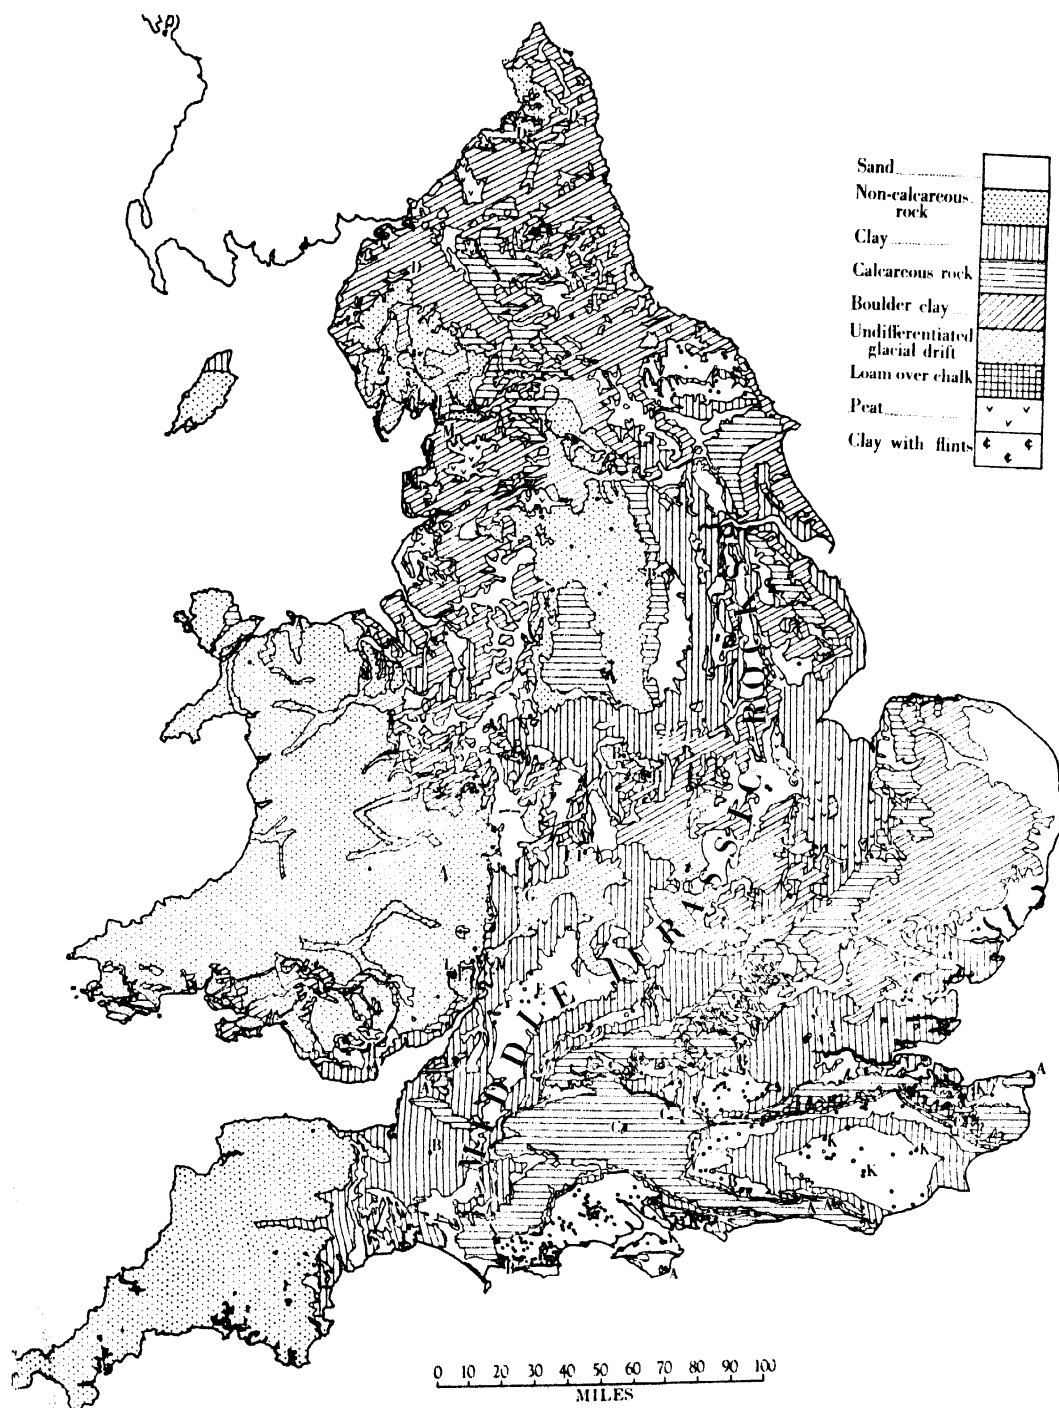 Sand
Non-calcareous
rock
Clay
Calcareous rock
Boulder clay
Undifferentiated
glacial drift
Loam over chalk
Peat
Clay with flints
MIDDLE JURASSIC ROCKS
D
M
E
A
B
K
K
K
K
A
A
A
0 10 20 30 40 50 60 70 80 90 100
MILES